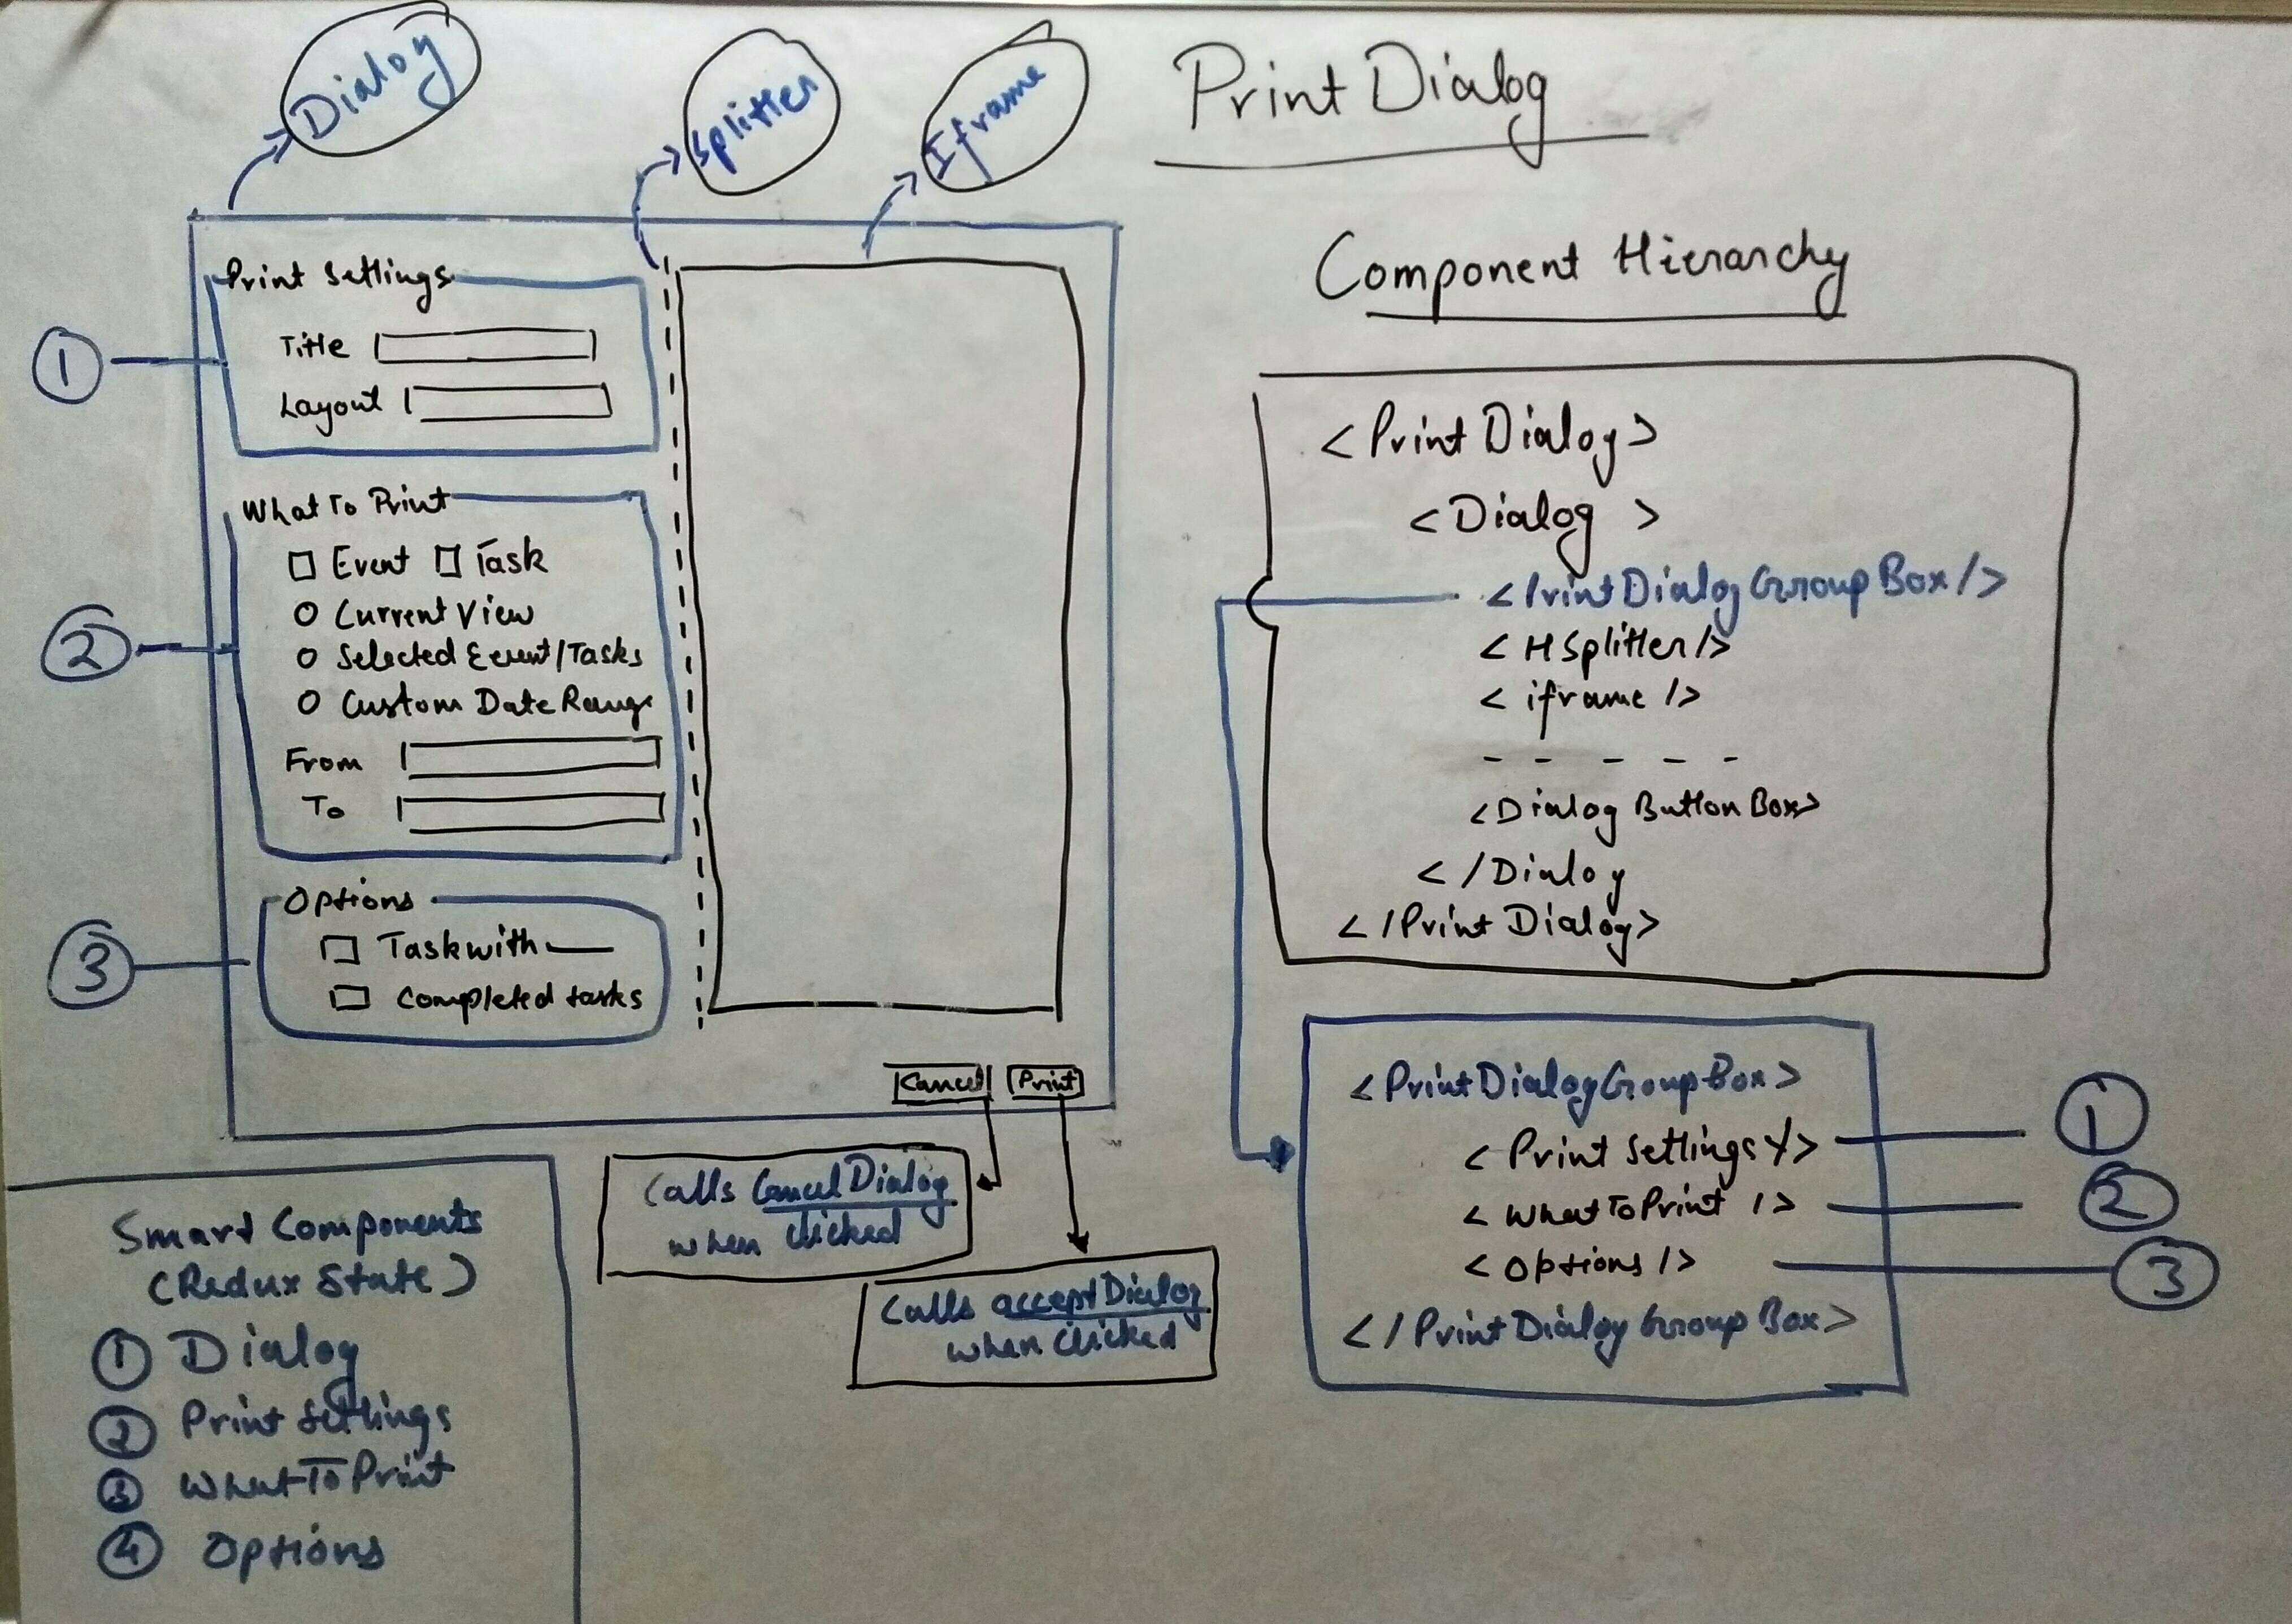 Dialog
Splitter
Iframe
Print Dialog
Print Settings
Title
Layout
1
What To Print
Event Task
Current View
Selected Event/Tasks
Custom Date Range
From
To
2
Options
Task with
Completed tasks
3
Cancel Print
Calls CancelDialog
when clicked
Calls acceptDialog
when clicked
Smart Components
(Redux State)
1 Dialog
2 Print Settings
3 WhatToPrint
4 Options
Component Hierarchy
<Print Dialog>
<Dialog >
<PrintDialogGroupBox/>
<HSplitter/>
<iframe />
- - - - -
<Dialog ButtonBox>
</Dialog
</Print Dialog>
<PrintDialogGroupBox>
<Print Settings /> 1
<WhatToPrint /> 2
<Options /> 3
</PrintDialogGroupBox>